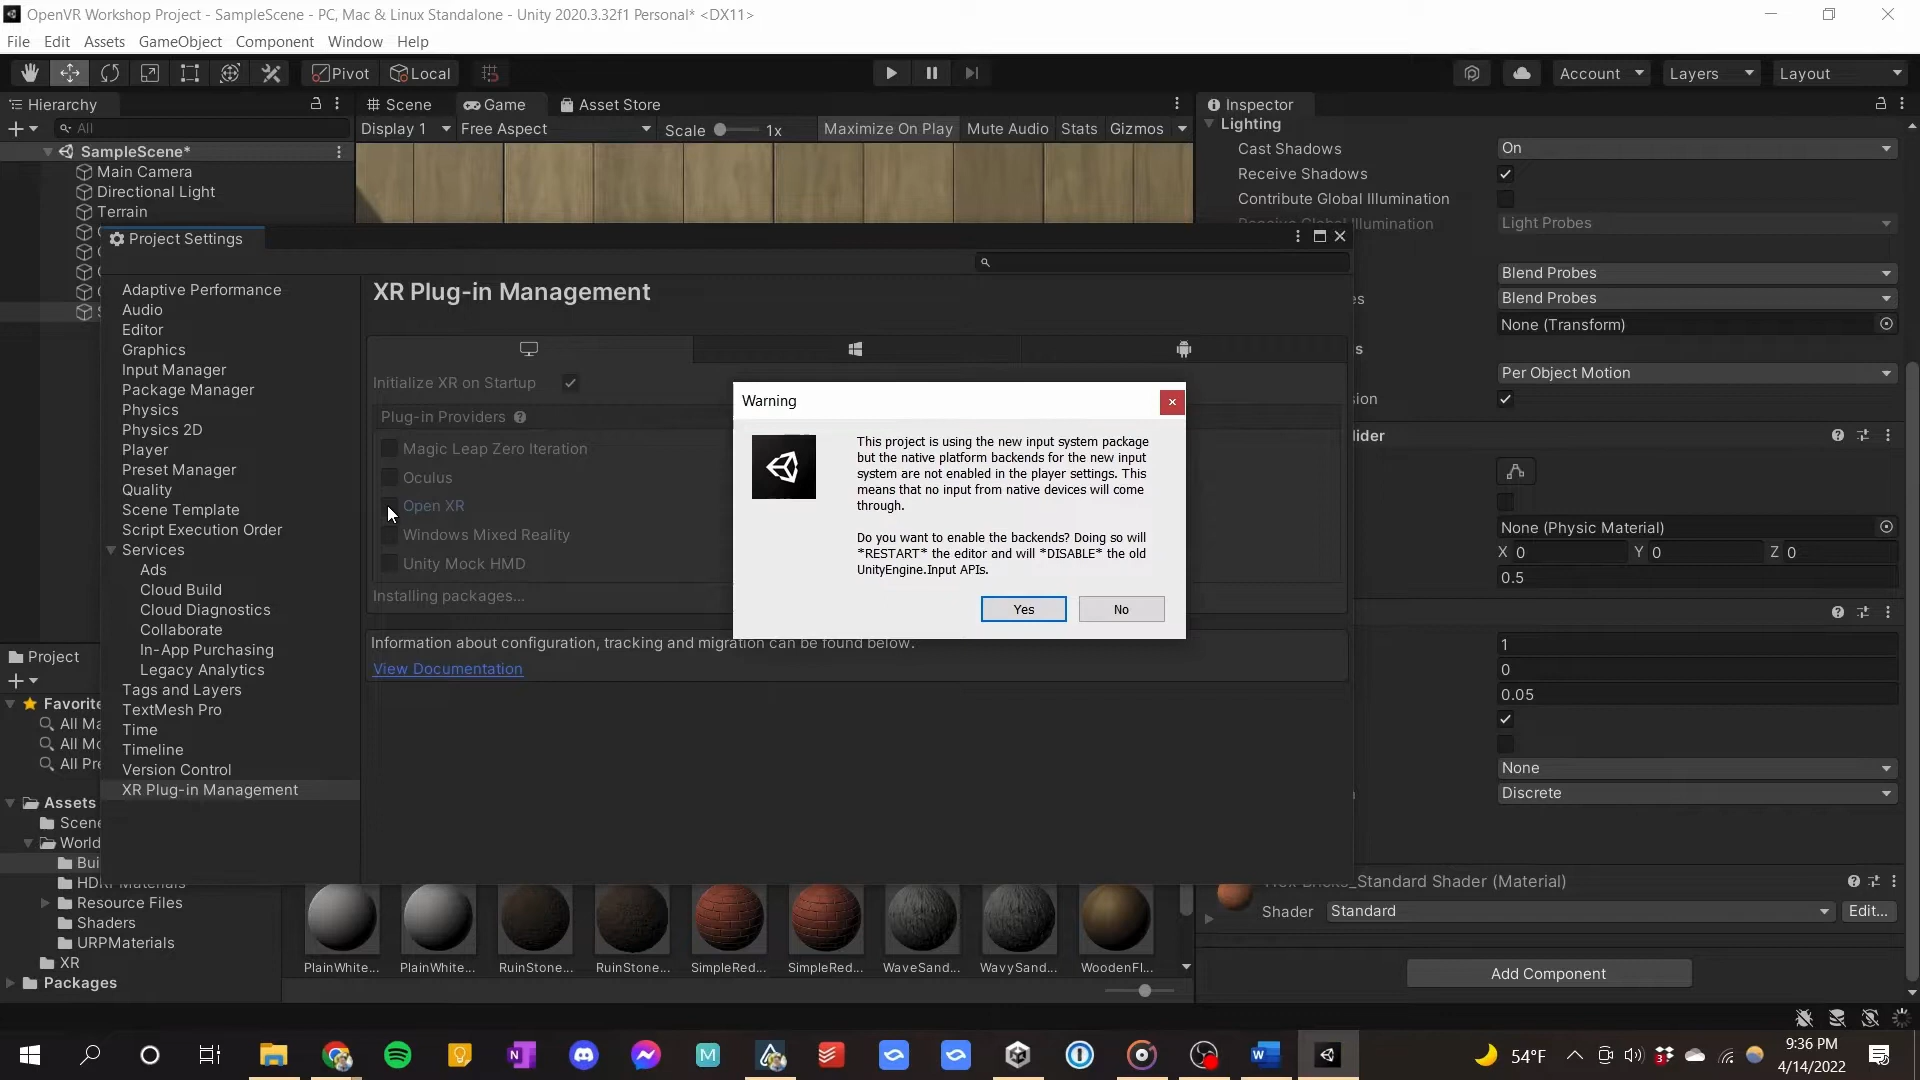 OpenVR Workshop Project - SampleScene - PC, Mac & Linux Standalone - Unity 2020.3.32f1 Personal* <DX11>
File Edit Assets GameObject Component Window Help
Pivot Local Account Layers Layout
Hierarchy
Scene Game Asset Store
Inspector
All
Display 1 Free Aspect Scale 1x Maximize On Play Mute Audio Stats Gizmos
Lighting
SampleScene*
Main Camera
Directional Light
Terrain
Cast Shadows On
Receive Shadows
Contribute Global Illumination
Receive Global Illumination Light Probes
Blend Probes
Blend Probes
None (Transform)
Per Object Motion
Project Settings
Adaptive Performance
Audio
Editor
Graphics
Input Manager
Package Manager
Physics
Physics 2D
Player
Preset Manager
Quality
Scene Template
Script Execution Order
Services
Ads
Cloud Build
Cloud Diagnostics
Collaborate
In-App Purchasing
Legacy Analytics
Tags and Layers
TextMesh Pro
Time
Timeline
Version Control
XR Plug-in Management
XR Plug-in Management
Initialize XR on Startup
Plug-in Providers
Magic Leap Zero Iteration
Oculus
Open XR
Windows Mixed Reality
Unity Mock HMD
Installing packages...
Information about configuration, tracking and migration can be found below.
View Documentation
Warning
This project is using the new input system package
but the native platform backends for the new input
system are not enabled in the player settings. This
means that no input from native devices will come
through.
Do you want to enable the backends? Doing so will
*RESTART* the editor and will *DISABLE* the old
UnityEngine.Input APIs.
Yes No
None (Physic Material)
X 0 Y 0 Z 0
0.5
1
0
0.05
None
Discrete
Project
Assets
Resource Files
Shaders
URPMaterials
XR
Packages
PlainWhite... PlainWhite... RuinStone... RuinStone... SimpleRed... SimpleRed... WaveSand... WavySand... WoodenFl...
Shader Standard Edit...
Add Component
54°F
9:36 PM
4/14/2022